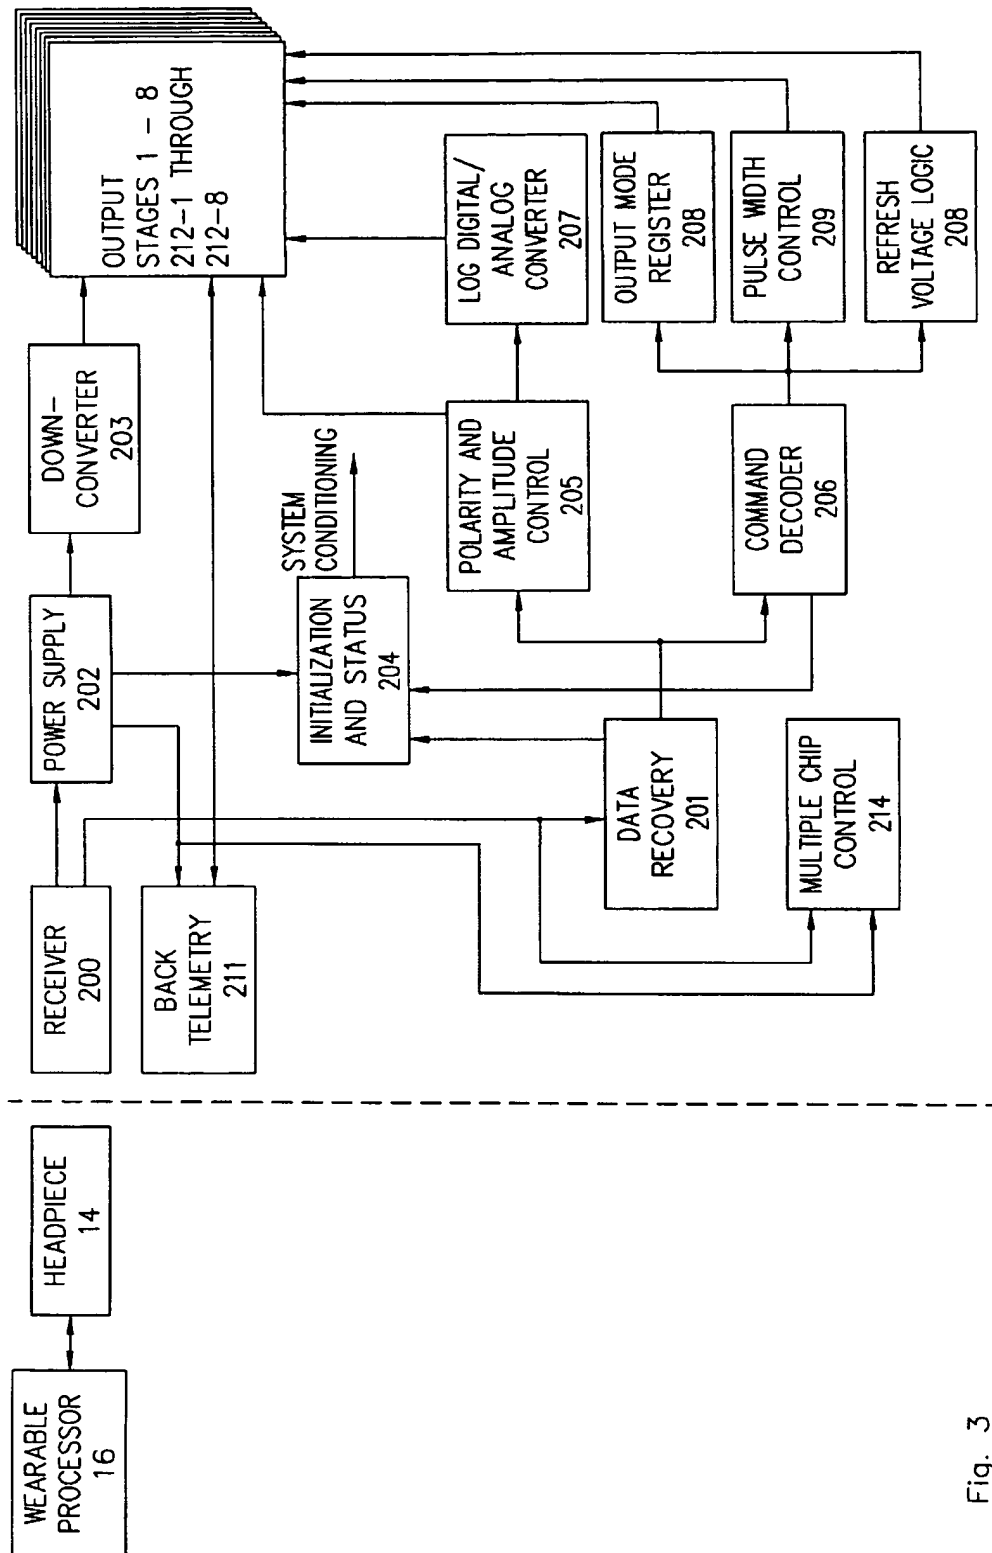 WEARABLE
PROCESSOR
16
HEADPIECE
14
RECEIVER
200
BACK
TELEMETRY
211
POWER SUPPLY
202
DOWN-
CONVERTER
203
OUTPUT
STAGES 1 - 8
212-1 THROUGH
212-8
SYSTEM
CONDITIONING
INITIALIZATION
AND STATUS
204
POLARITY AND
AMPLITUDE
CONTROL
205
LOG DIGITAL/
ANALOG
CONVERTER
207
DATA
RECOVERY
201
COMMAND
DECODER
206
OUTPUT MODE
REGISTER
208
PULSE WIDTH
CONTROL
209
REFRESH
VOLTAGE LOGIC
208
MULTIPLE CHIP
CONTROL
214
Fig. 3